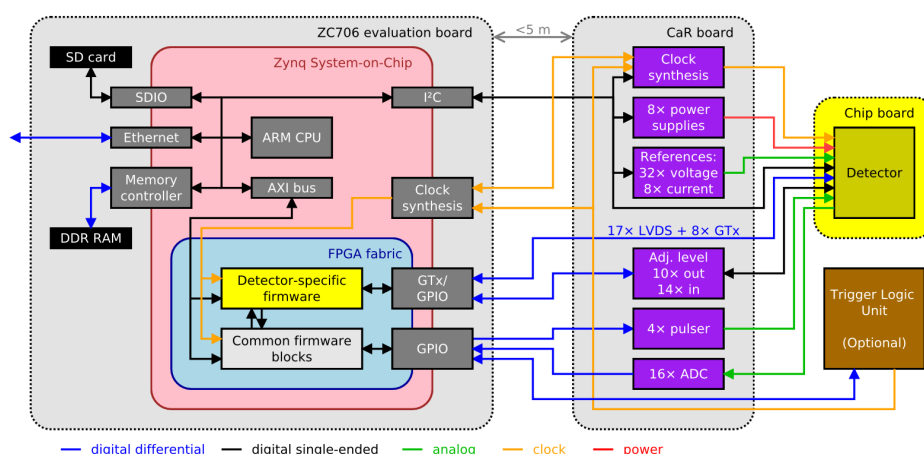 ZC706 evaluation board
<5 m
CaR board
SD card
Zynq System-on-Chip
Clock
synthesis
SDIO
I²C
8× power
supplies
Chip board
Ethernet
ARM CPU
References:
32× voltage
8× current
Detector
Memory
controller
AXI bus
Clock
synthesis
DDR RAM
17× LVDS + 8× GTx
FPGA fabric
Adj. level
10× out
14× in
Detector-specific
firmware
GTx/
GPIO
Trigger Logic
Unit
(Optional)
4× pulser
Common firmware
blocks
GPIO
16× ADC
digital differential
digital single-ended
analog
clock
power